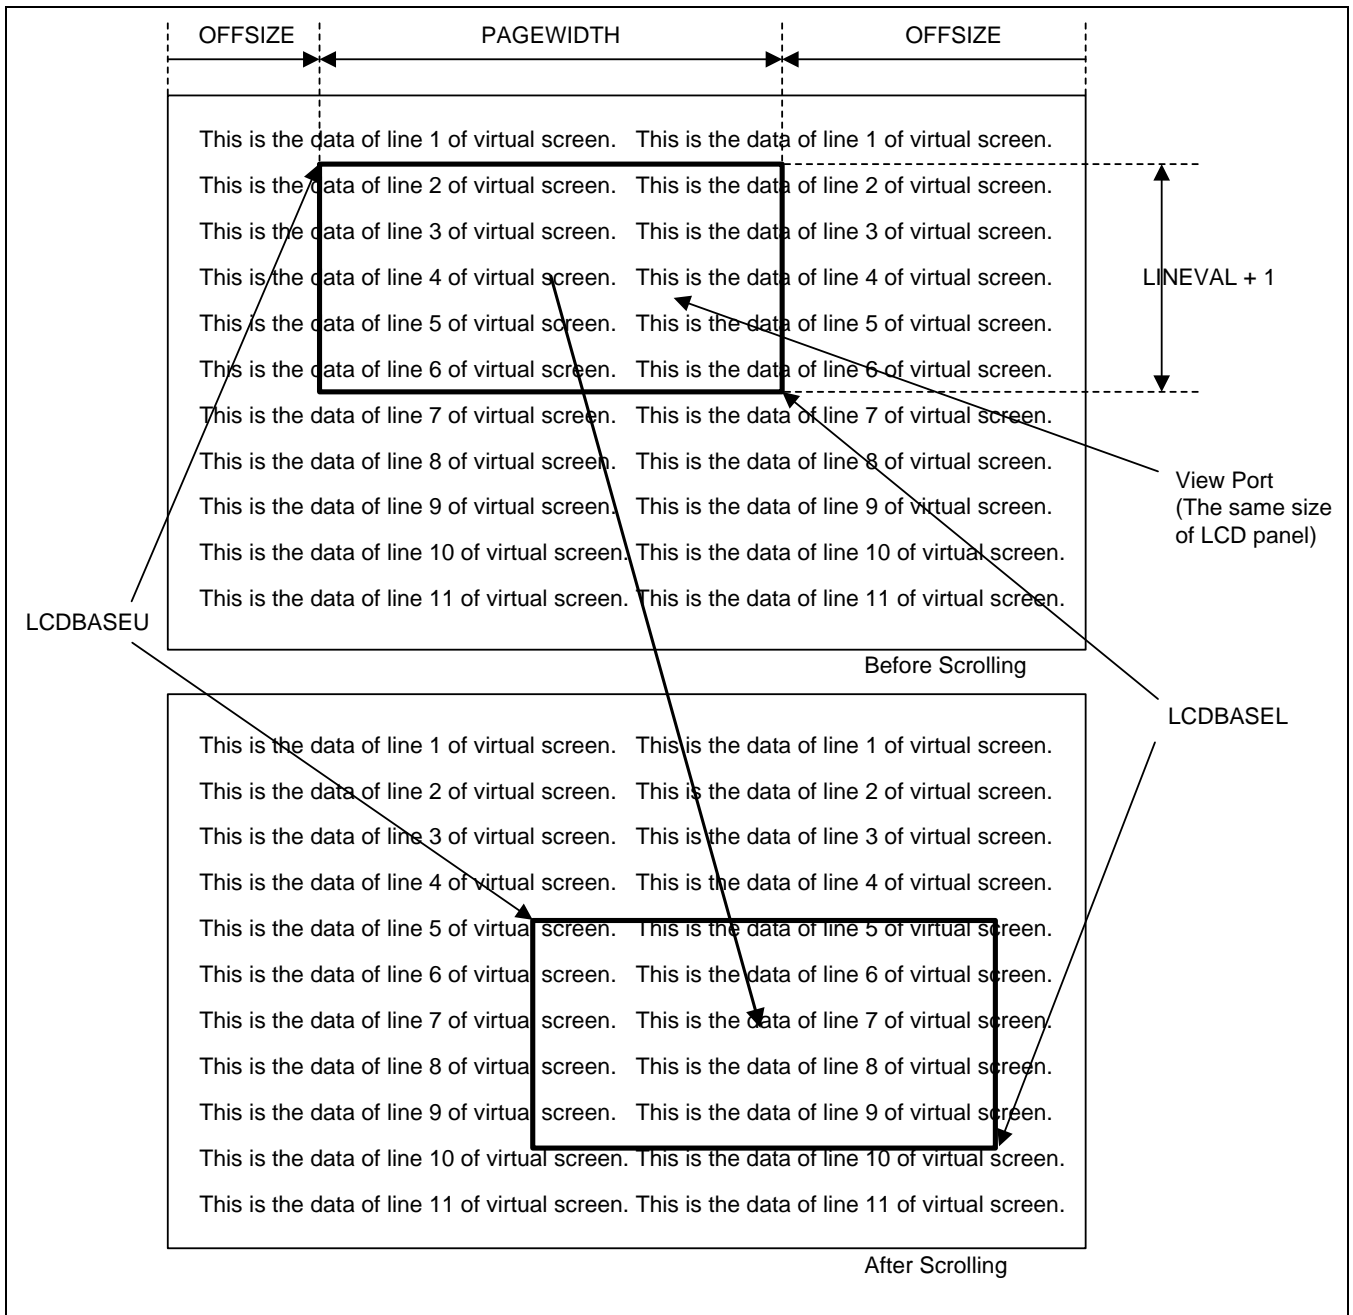 OFFSIZE PAGEWIDTH OFFSIZE
This is the data of line 1 of virtual screen. This is the data of line 1 of virtual screen.
This is the data of line 2 of virtual screen. This is the data of line 2 of virtual screen.
This is the data of line 3 of virtual screen. This is the data of line 3 of virtual screen.
This is the data of line 4 of virtual screen. This is the data of line 4 of virtual screen.
LINEVAL + 1
This is the data of line 5 of virtual screen. This is the data of line 5 of virtual screen.
This is the data of line 6 of virtual screen. This is the data of line 6 of virtual screen.
This is the data of line 7 of virtual screen. This is the data of line 7 of virtual screen.
This is the data of line 8 of virtual screen. This is the data of line 8 of virtual screen.
View Port
(The same size
of LCD panel)
This is the data of line 9 of virtual screen. This is the data of line 9 of virtual screen.
This is the data of line 10 of virtual screen. This is the data of line 10 of virtual screen.
This is the data of line 11 of virtual screen. This is the data of line 11 of virtual screen.
LCDBASEU
Before Scrolling
LCDBASEL
This is the data of line 1 of virtual screen. This is the data of line 1 of virtual screen.
This is the data of line 2 of virtual screen. This is the data of line 2 of virtual screen.
This is the data of line 3 of virtual screen. This is the data of line 3 of virtual screen.
This is the data of line 4 of virtual screen. This is the data of line 4 of virtual screen.
This is the data of line 5 of virtual screen. This is the data of line 5 of virtual screen.
This is the data of line 6 of virtual screen. This is the data of line 6 of virtual screen.
This is the data of line 7 of virtual screen. This is the data of line 7 of virtual screen.
This is the data of line 8 of virtual screen. This is the data of line 8 of virtual screen.
This is the data of line 9 of virtual screen. This is the data of line 9 of virtual screen.
This is the data of line 10 of virtual screen. This is the data of line 10 of virtual screen.
This is the data of line 11 of virtual screen. This is the data of line 11 of virtual screen.
After Scrolling